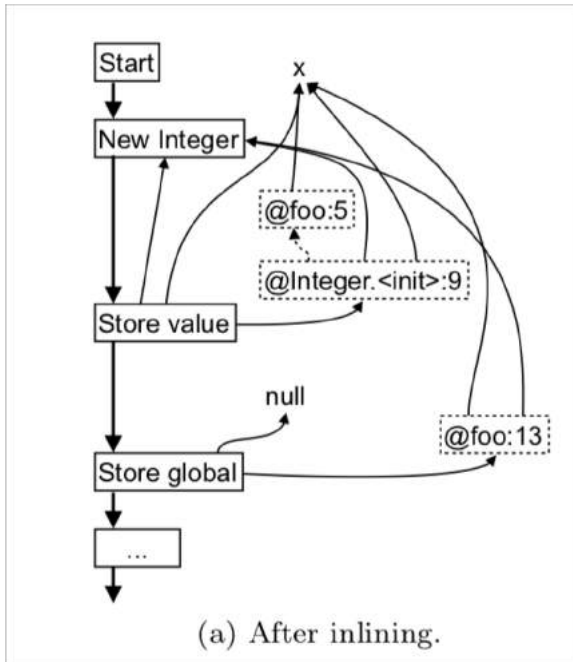 Start
x
New Integer
@foo:5
@Integer.<init>:9
Store value
null
@foo:13
Store global
...
(a) After inlining.